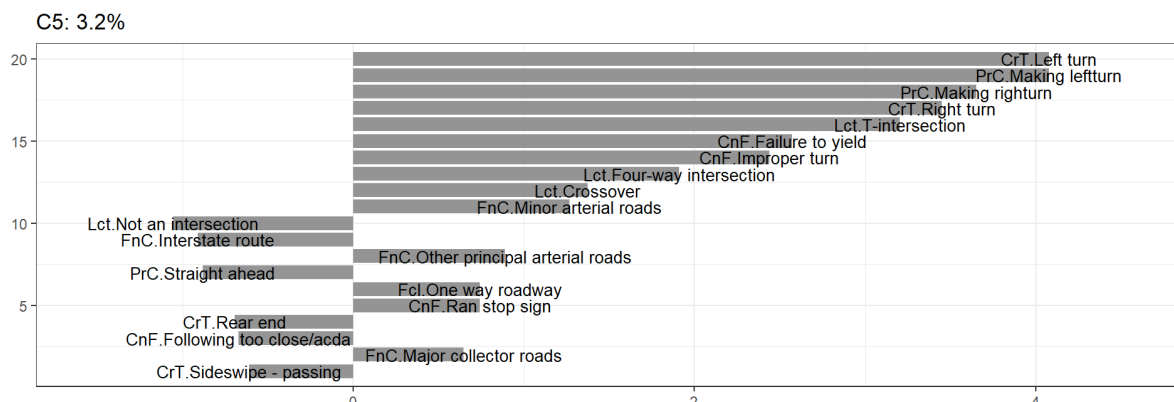 C5: 3.2%
20
CrT.Left turn
PrC.Making leftturn
PrC.Making righturn
CrT.Right turn
Lct.T-intersection
15
CnF.Failure to yield
CnF.Improper turn
Lct.Four-way intersection
Lct.Crossover
FnC.Minor arterial roads
10
Lct.Not an intersection
FnC.Interstate route
FnC.Other principal arterial roads
PrC.Straight ahead
Fcl.One way roadway
5
CnF.Ran stop sign
CrT.Rear end
CnF.Following too close/acda
FnC.Major collector roads
CrT.Sideswipe - passing
0 2 4